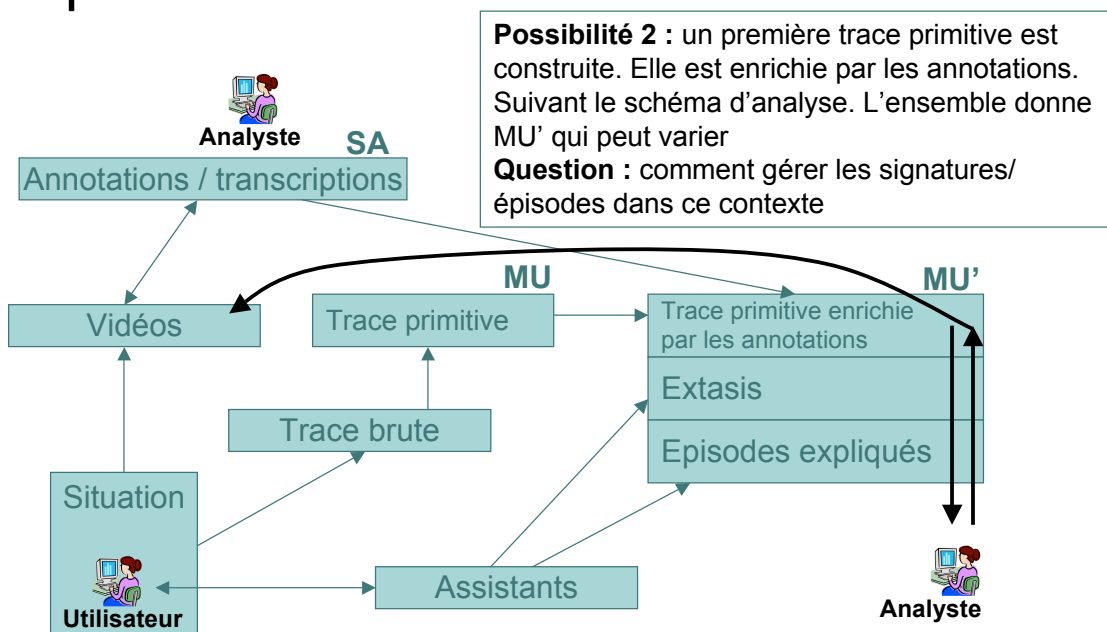 Possibilité 2 : un première trace primitive est
construite. Elle est enrichie par les annotations.
Suivant le schéma d’analyse. L’ensemble donne
MU’ qui peut varier
Question : comment gérer les signatures/
épisodes dans ce contexte
Analyste
SA
Annotations / transcriptions
MU
MU’
Vidéos
Trace primitive
Trace primitive enrichie
par les annotations
Extasis
Trace brute
Episodes expliqués
Situation
Utilisateur
Assistants
Analyste